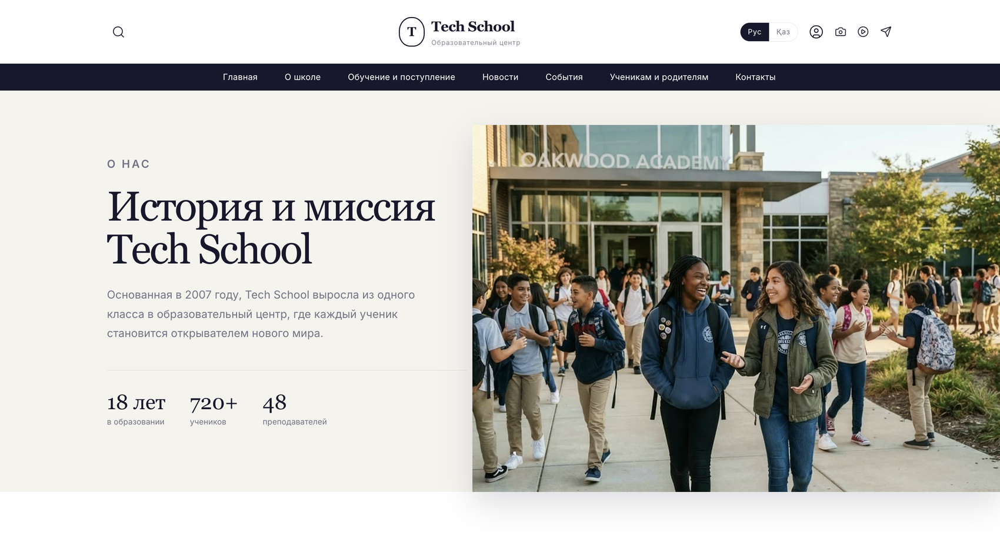 T
Tech School
Образовательный центр
Рус Қаз
Главная О школе Обучение и поступление Новости События Ученикам и родителям Контакты
О НАС
История и миссия
Tech School
Основанная в 2007 году, Tech School выросла из одного
класса в образовательный центр, где каждый ученик
становится открывателем нового мира.
18 лет 720+ 48
в образовании учеников преподавателей
OAKWOOD ACADEMY